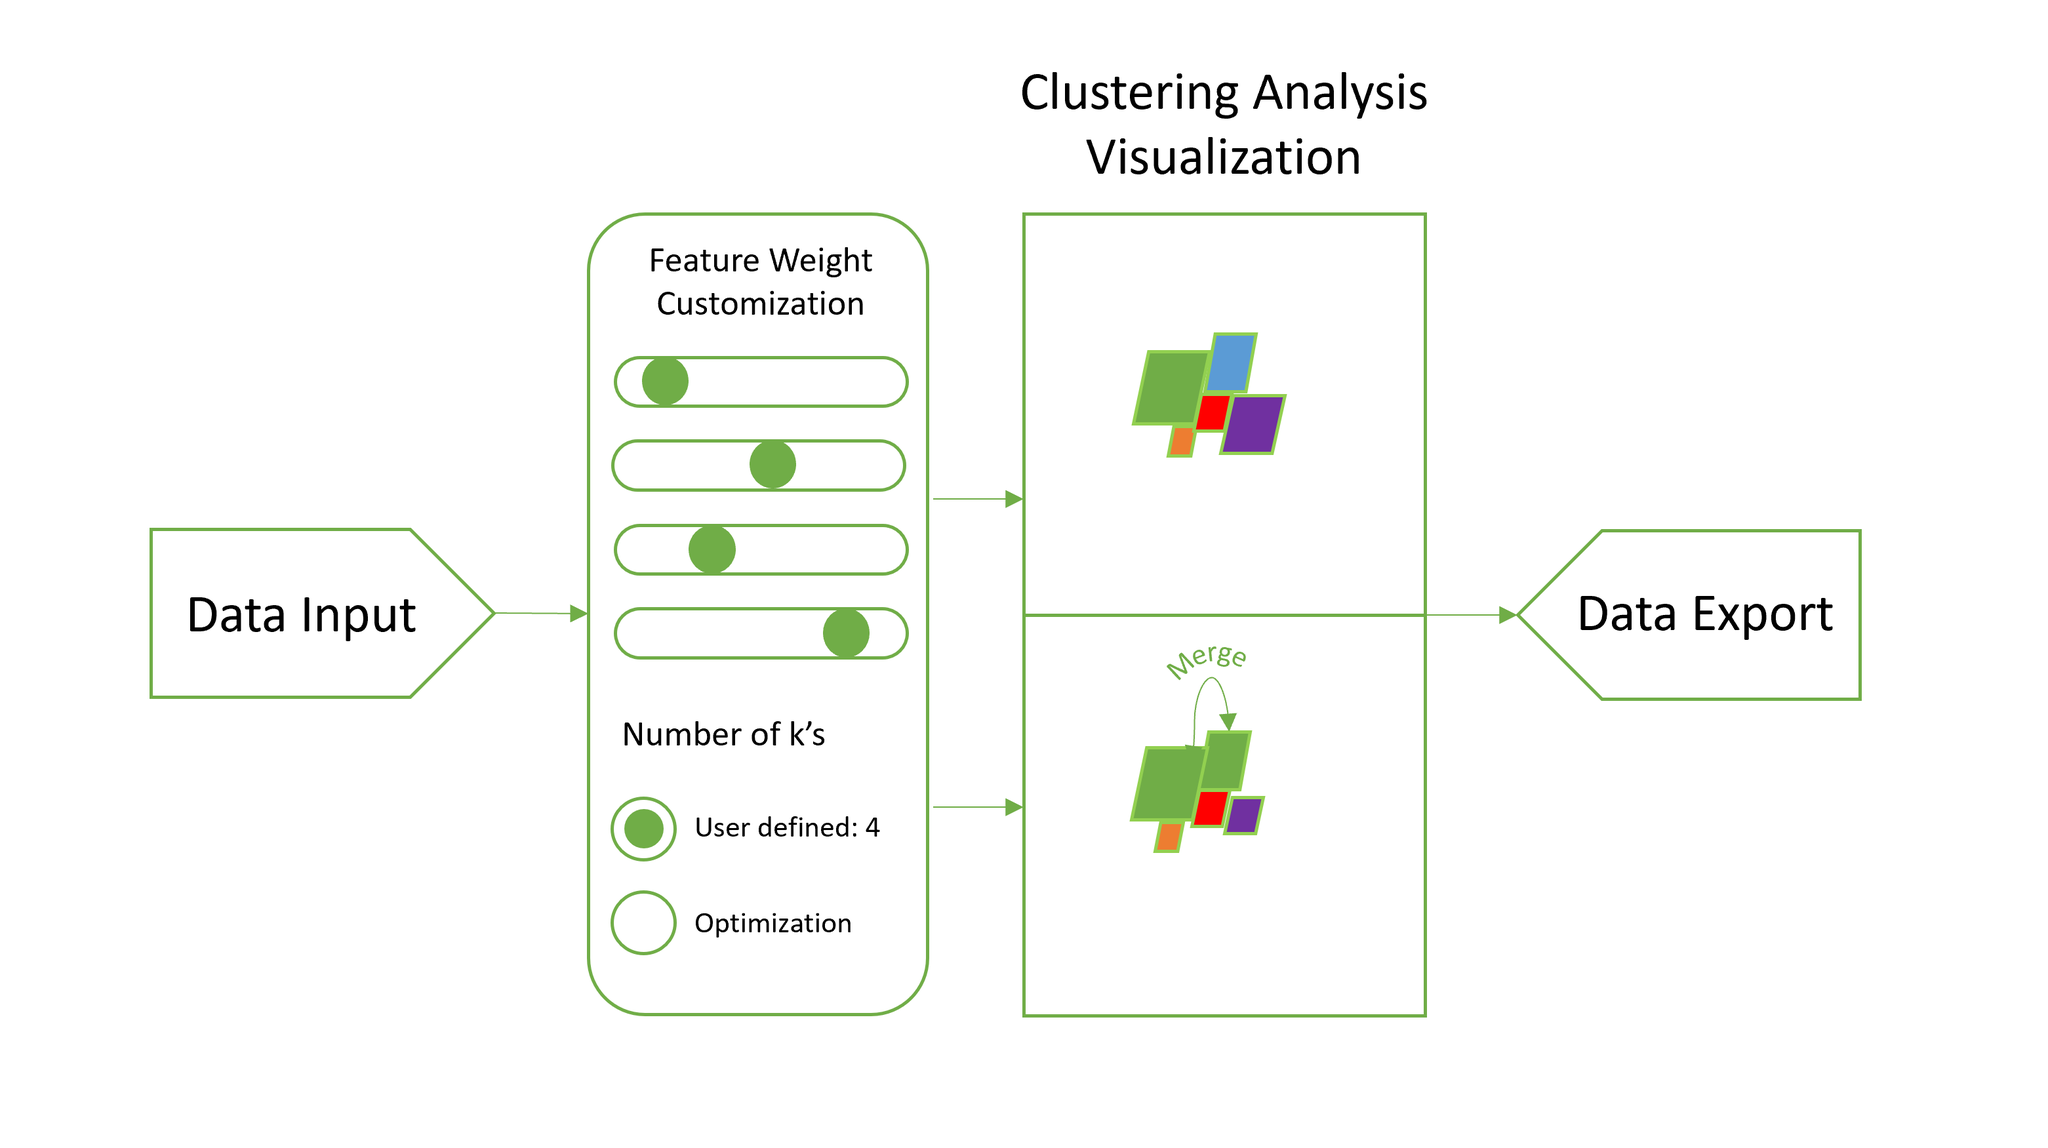 Clustering Analysis
Visualization
Feature Weight
Customization
Data Input
Data Export
Merge
Number of k’s
User defined: 4
Optimization